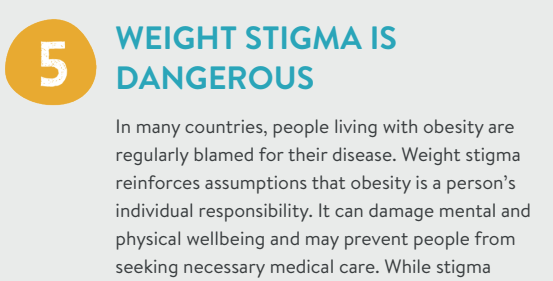 5
WEIGHT STIGMA IS
DANGEROUS
In many countries, people living with obesity are
regularly blamed for their disease. Weight stigma
reinforces assumptions that obesity is a person's
individual responsibility. It can damage mental and
physical wellbeing and may prevent people from
seeking necessary medical care. While stigma